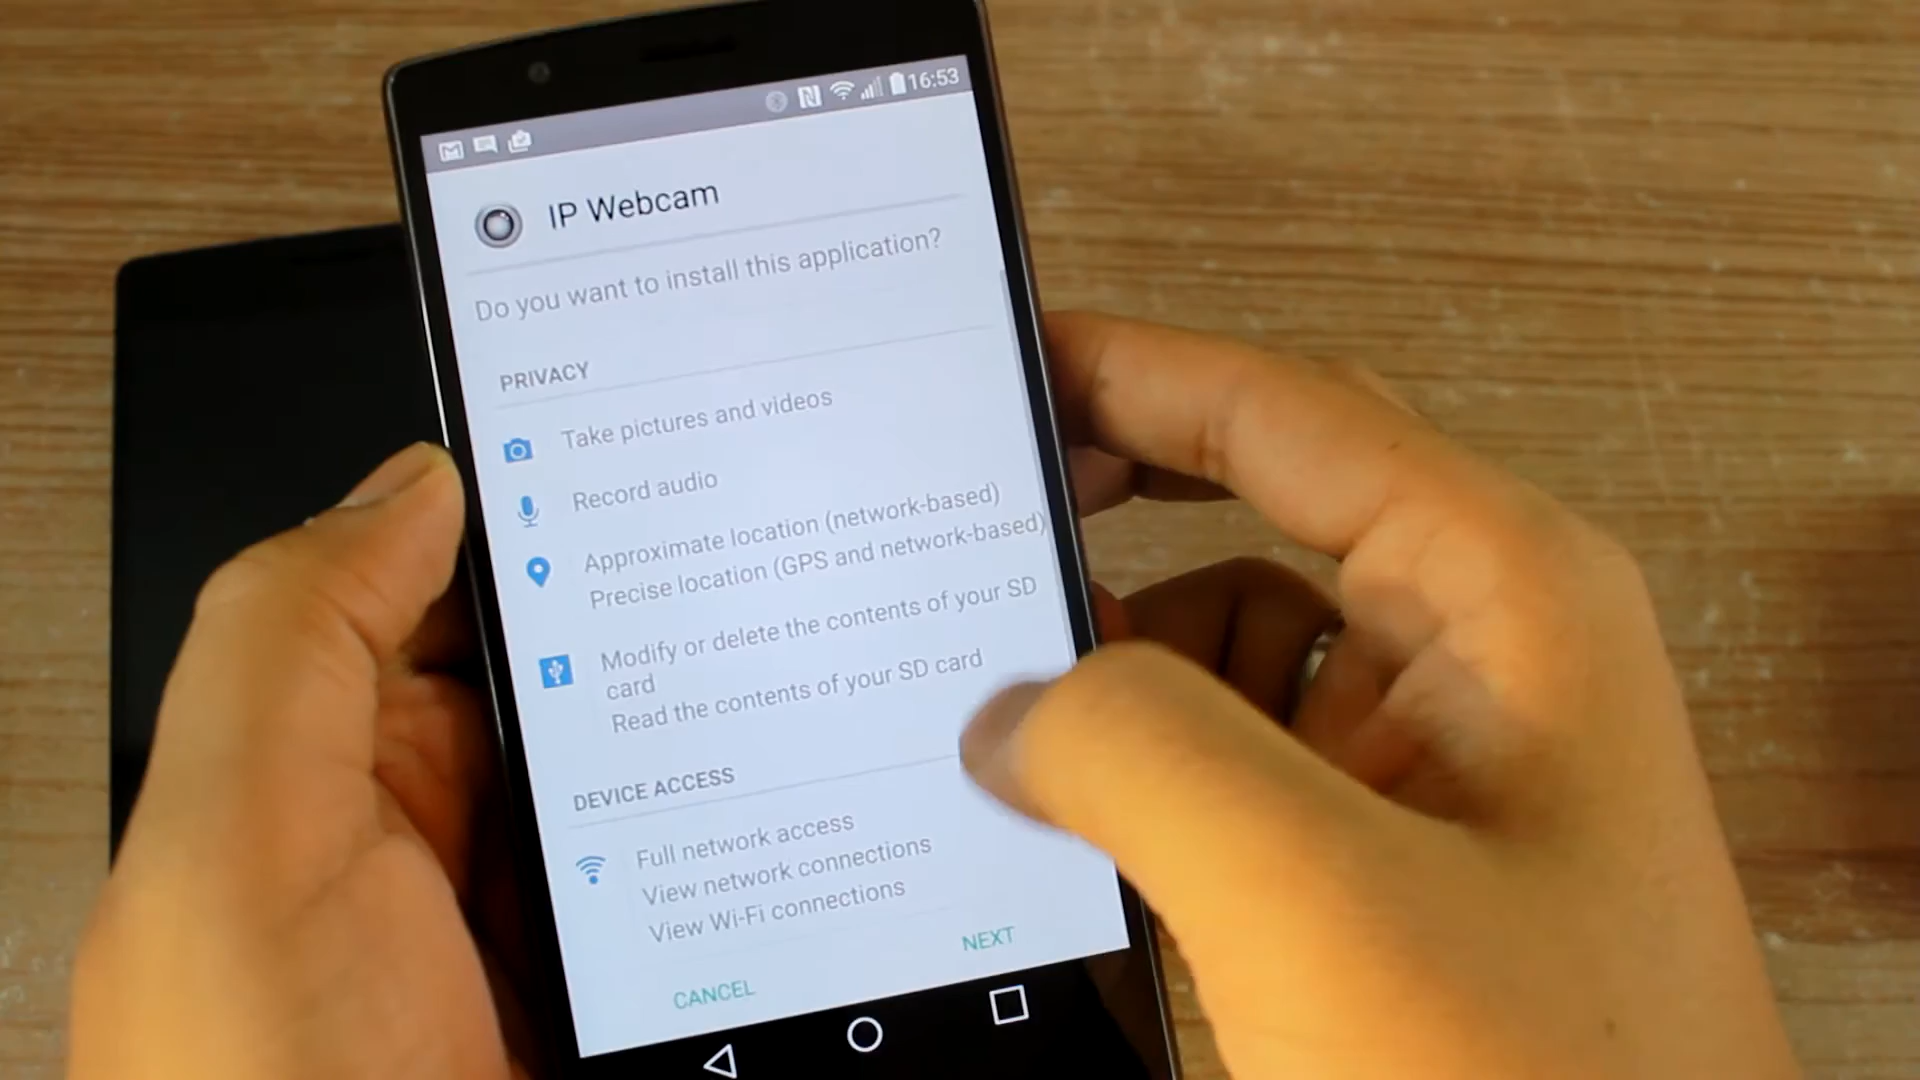 16:53
IP Webcam
Do you want to install this application?
PRIVACY
Take pictures and videos
Record audio
Approximate location (network-based)
Precise location (GPS and network-based)
Modify or delete the contents of your SD
card
Read the contents of your SD card
DEVICE ACCESS
Full network access
View network connections
View Wi-Fi connections
NEXT
CANCEL